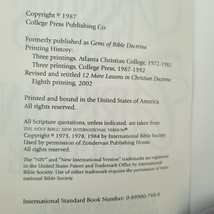 Copyright © 1987
College Press Publishing Co.
Formerly published as Gems of Bible Doctrine
Printing History:
Three printings, Atlanta Christian College, 1972-1982
Three printings, College Press, 1987-1992
Revised and retitled 12 More Lessons in Christian Doctrine
Eighth printing, 2002
Printed and bound in the United States of America.
All Rights Reserved
All Scripture quotations, unless indicated, are taken from
THE HOLY BIBLE: NEW INTERNATIONAL VERSION®.
Copyright © 1973, 1978, 1984 by International Bible Society.
Used by permission of Zondervan Publishing House.
All rights reserved.
The "NIV" and "New International Version" trademarks are registered
in the United States Patent and Trademark Office by International
Bible Society. Use of either trademark requires the permission of
International Bible Society.
International Standard Book Number 0-89900-